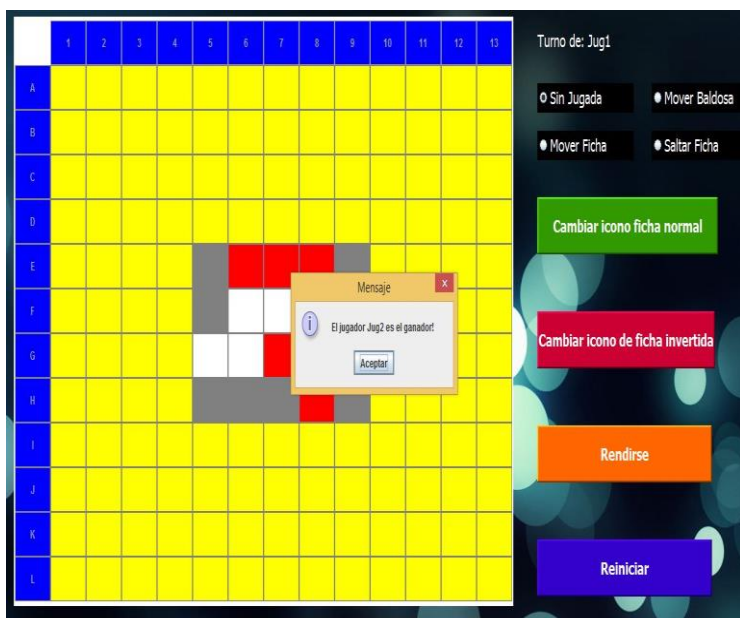 1 2 3 4 5 6 7 8 9 10 11 12 13
Turno de: Jug1
Sin Jugada
Mover Baldosa
Mover Ficha
Saltar Ficha
A
B
C
D
E
F
G
H
I
J
K
L
Mensaje
x
i
El jugador Jug2 es el ganador!
Aceptar
Cambiar icono ficha normal
Cambiar icono de ficha invertida
Rendirse
Reiniciar